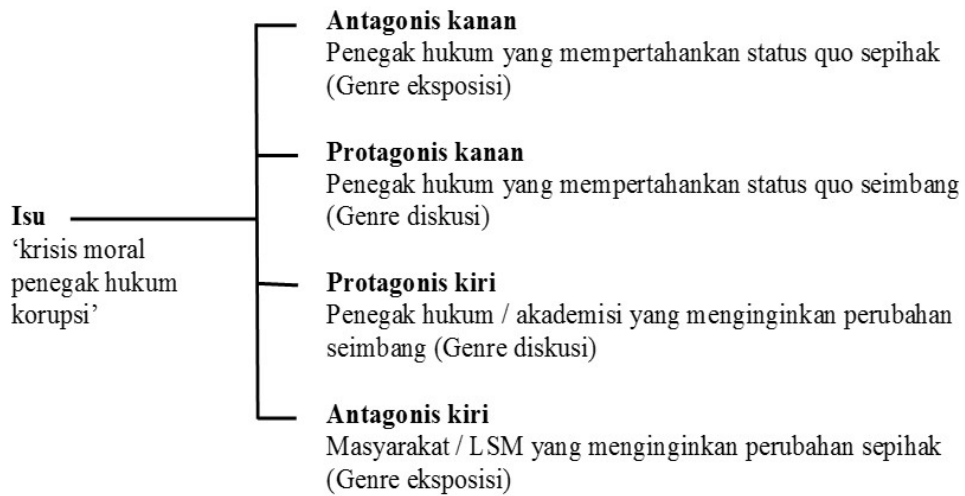 Antagonis kanan
Penegak hukum yang mempertahankan status quo sepihak
(Genre eksposisi)
Protagonis kanan
Penegak hukum yang mempertahankan status quo seimbang
(Genre diskusi)
Isu
‘krisis moral
penegak hukum
korupsi’
Protagonis kiri
Penegak hukum / akademisi yang menginginkan perubahan
seimbang (Genre diskusi)
Antagonis kiri
Masyarakat / LSM yang menginginkan perubahan sepihak
(Genre eksposisi)